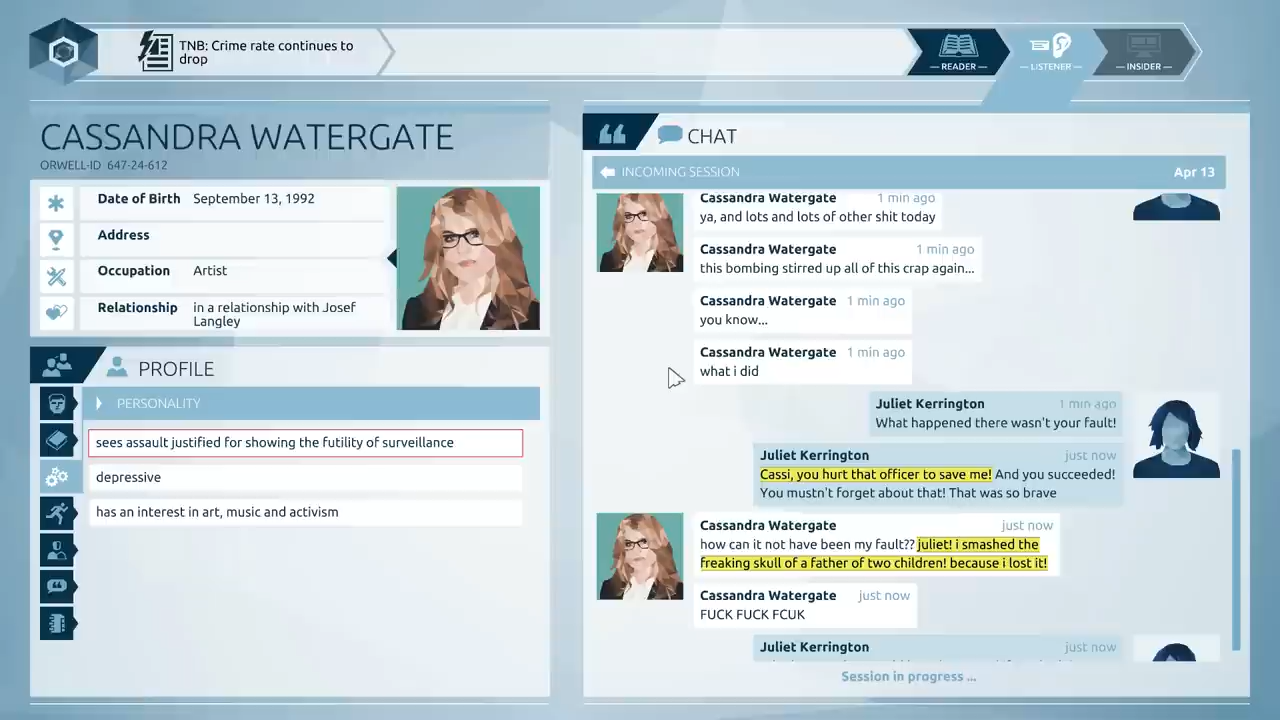 TNB: Crime rate continues to
drop
— READER —
— LISTENER —
— INSIDER —
CASSANDRA WATERGATE
ORWELL-ID 647-24-612
Date of Birth September 13, 1992
Address
Occupation Artist
Relationship in a relationship with Josef
Langley
PROFILE
PERSONALITY
sees assault justified for showing the futility of surveillance
depressive
has an interest in art, music and activism
CHAT
INCOMING SESSION Apr 13
Cassandra Watergate 1 min ago
ya, and lots and lots of other shit today
Cassandra Watergate 1 min ago
this bombing stirred up all of this crap again...
Cassandra Watergate 1 min ago
you know...
Cassandra Watergate 1 min ago
what i did
Juliet Kerrington 1 min ago
What happened there wasn't your fault!
Juliet Kerrington just now
Cassi, you hurt that officer to save me! And you succeeded!
You mustn't forget about that! That was so brave
Cassandra Watergate just now
how can it not have been my fault?? juliet! i smashed the
freaking skull of a father of two children! because i lost it!
Cassandra Watergate just now
FUCK FUCK FCUK
Juliet Kerrington just now
Session in progress ...